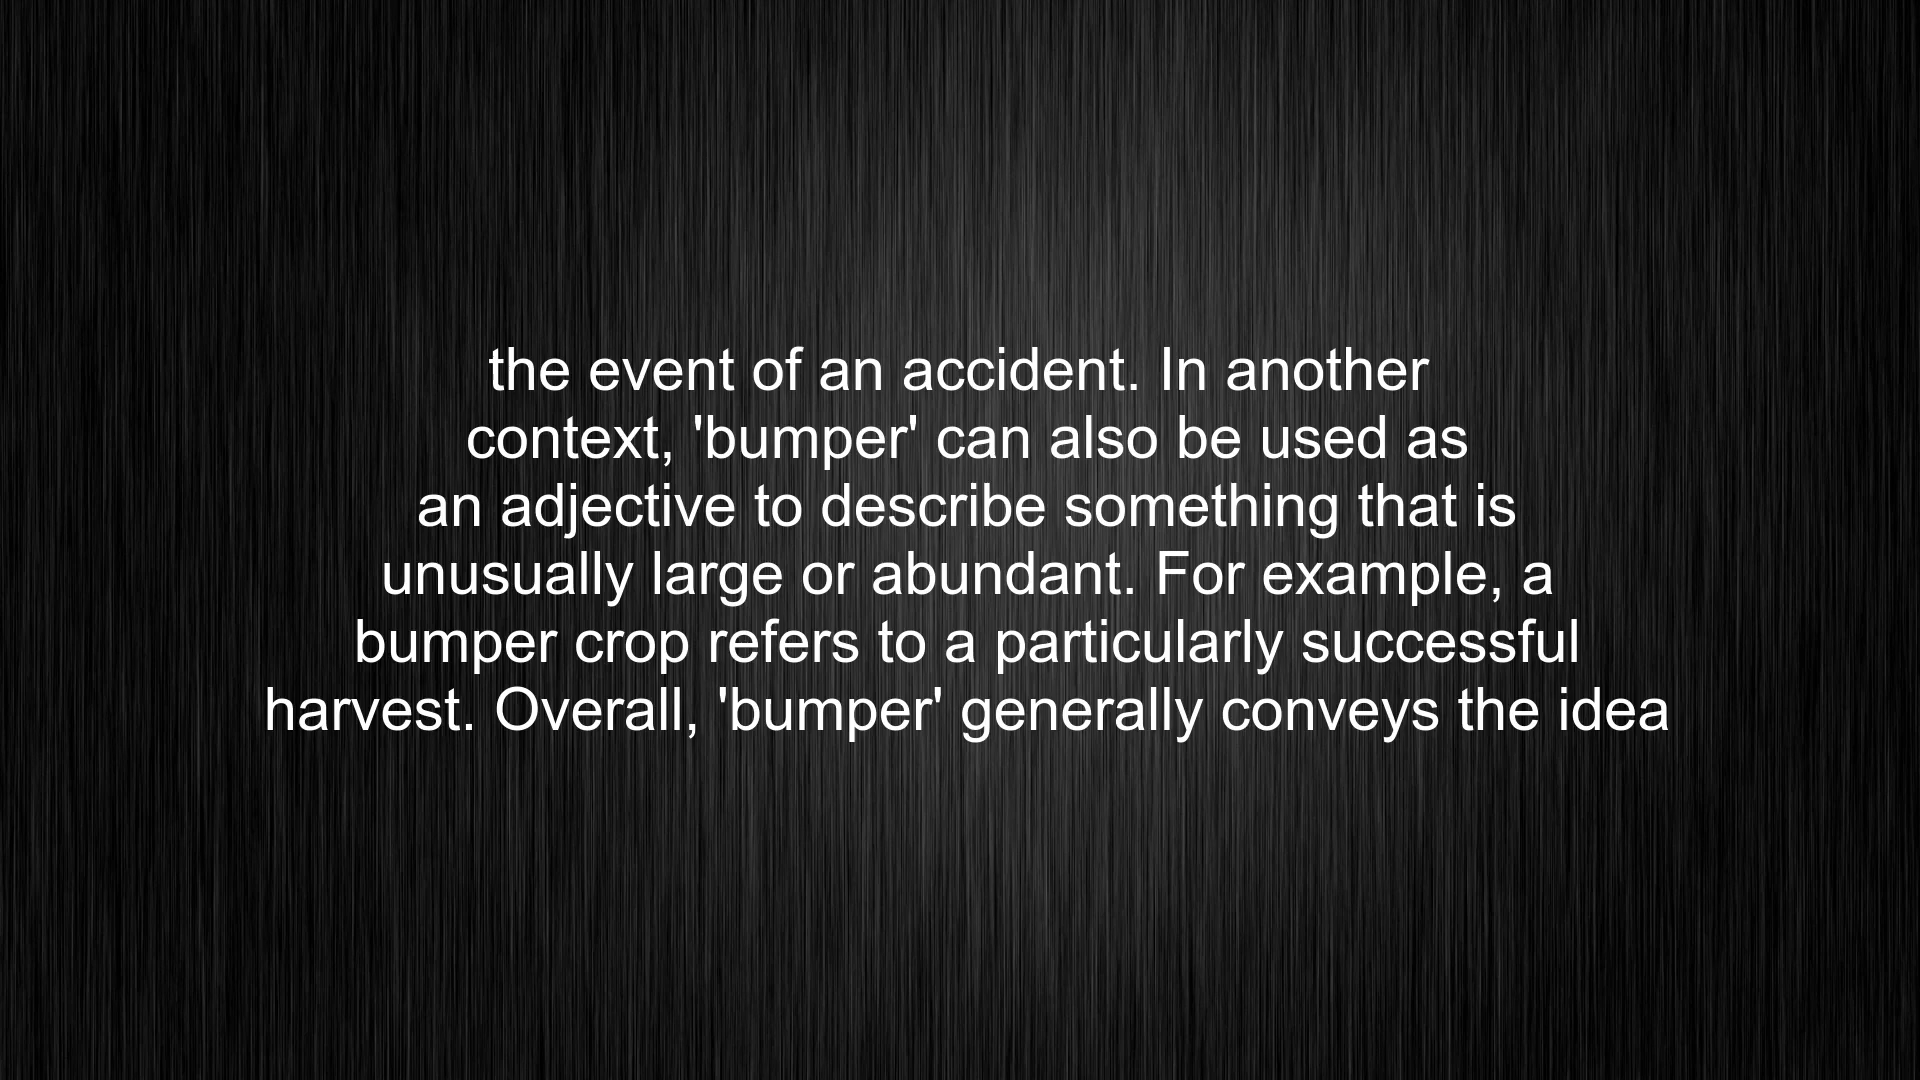 the event of an accident. In another
context, 'bumper' can also be used as
an adjective to describe something that is
unusually large or abundant. For example, a
bumper crop refers to a particularly successful
harvest. Overall, 'bumper' generally conveys the idea